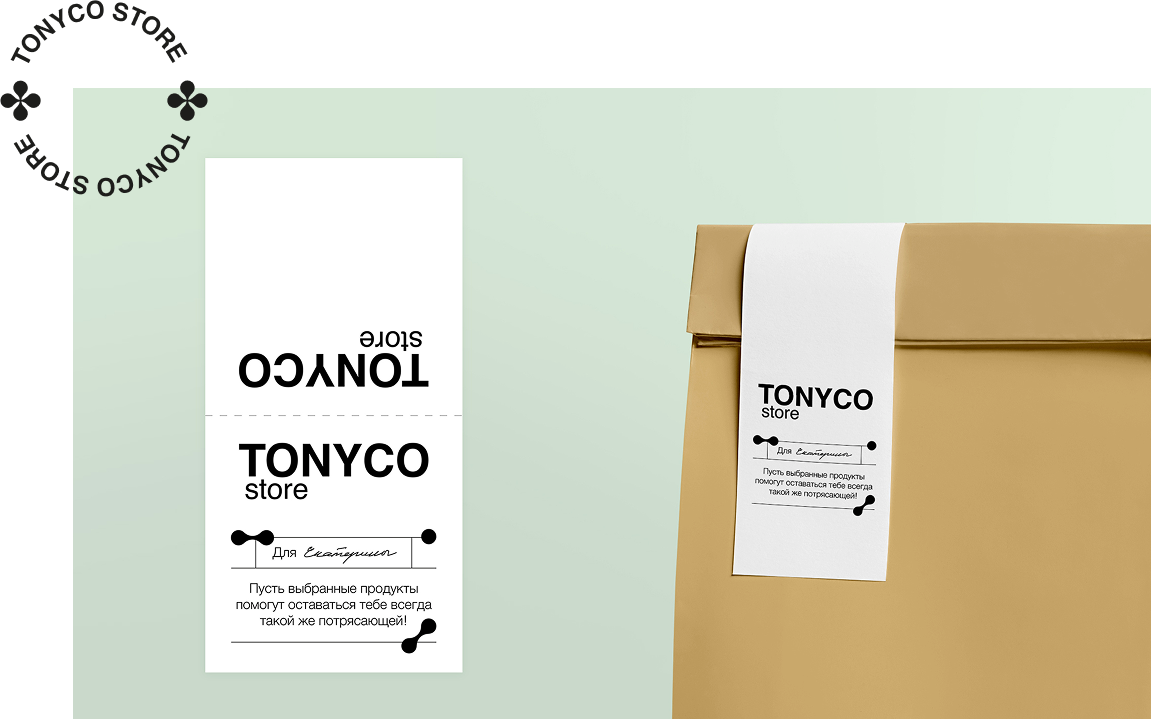 TONYCO STORE
TONYCO STORE
TONYCO
store
TONYCO
store
Для Екатерины
Пусть выбранные продукты
помогут оставаться тебе всегда
такой же потрясающей!
TONYCO
store
Для Екатерины
Пусть выбранные продукты
помогут оставаться тебе всегда
такой же потрясающей!